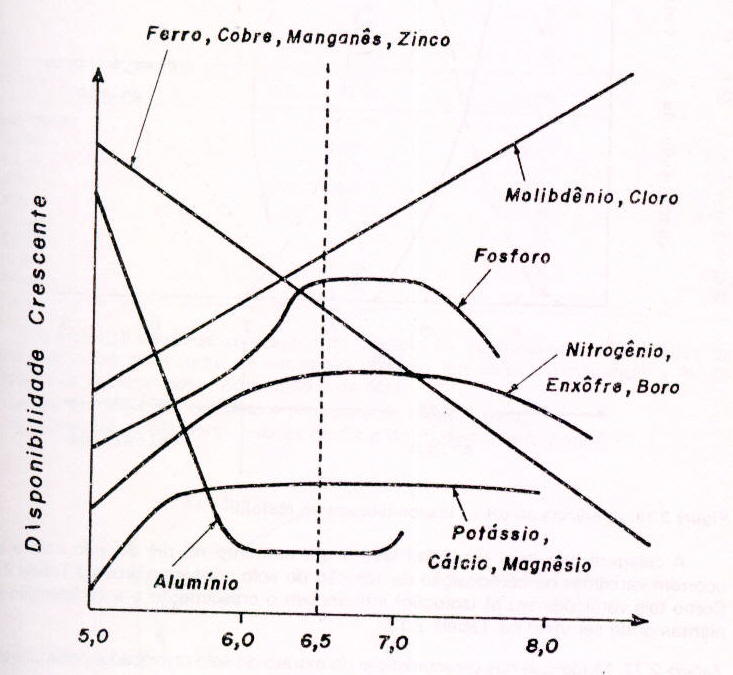 Ferro, Cobre, Manganês, Zinco
Molibdênio, Cloro
Fosforo
Nitrogênio,
Enxôfre, Boro
Disponibilidade Crescente
Potássio,
Cálcio, Magnêsio
Alumínio
5,0
6,0
6,5
7,0
8,0